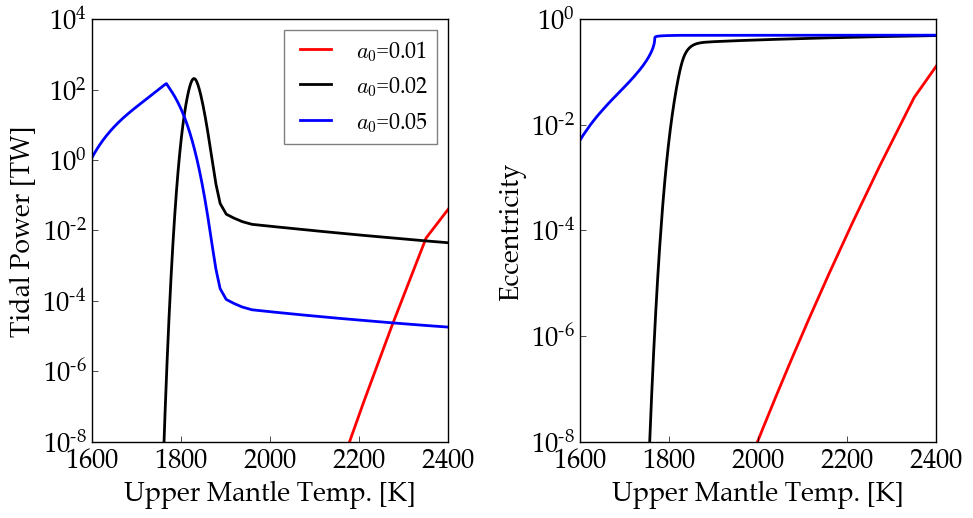 Tidal Power [TW]
10^4
10^2
10^0
10^-2
10^-4
10^-6
10^-8
a_0=0.01
a_0=0.02
a_0=0.05
1600 1800 2000 2200 2400
Upper Mantle Temp. [K]
Eccentricity
10^0
10^-2
10^-4
10^-6
10^-8
1600 1800 2000 2200 2400
Upper Mantle Temp. [K]